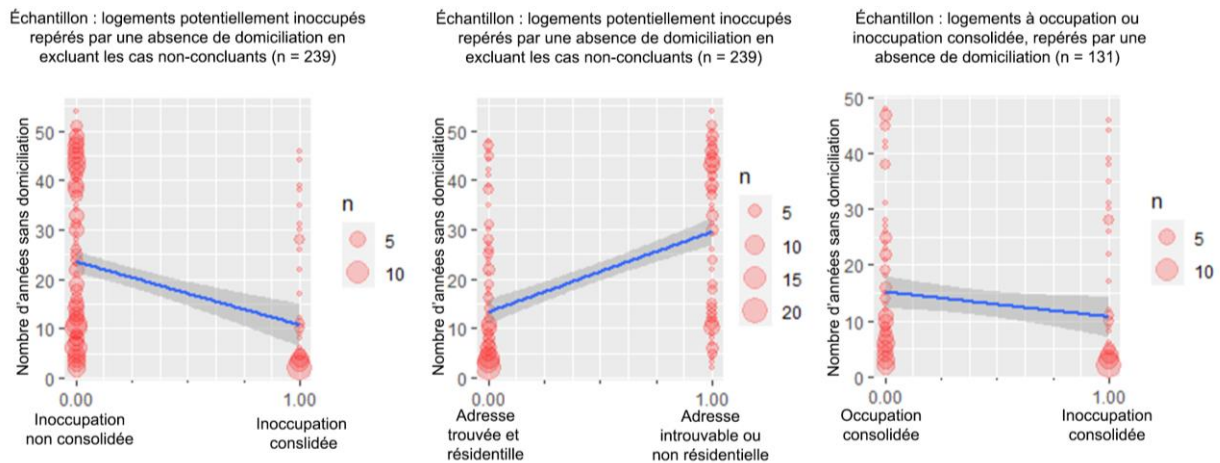 Échantillon : logements potentiellement inoccupés
repérés par une absence de domiciliation en
excluant les cas non-concluants (n = 239)
Nombre d'années sans domiciliation
50
40
30
20
10
0
0.00
1.00
Inoccupation
non consolidée
Inoccupation
conslidée
n
5
10
Échantillon : logements potentiellement inoccupés
repérés par une absence de domiciliation en
excluant les cas non-concluants (n = 239)
Nombre d'années sans domiciliation
50
40
30
20
10
0
0.00
1.00
Adresse
trouvée et
résidentille
Adresse
introuvable ou
non résidentielle
n
5
10
15
20
Échantillon : logements à occupation ou
inoccupation consolidée, repérés par une
absence de domiciliation (n = 131)
Nombre d'années sans domiciliation
50
40
30
20
10
0
0.00
1.00
Occupation
consolidée
Inoccupation
consolidée
n
5
10